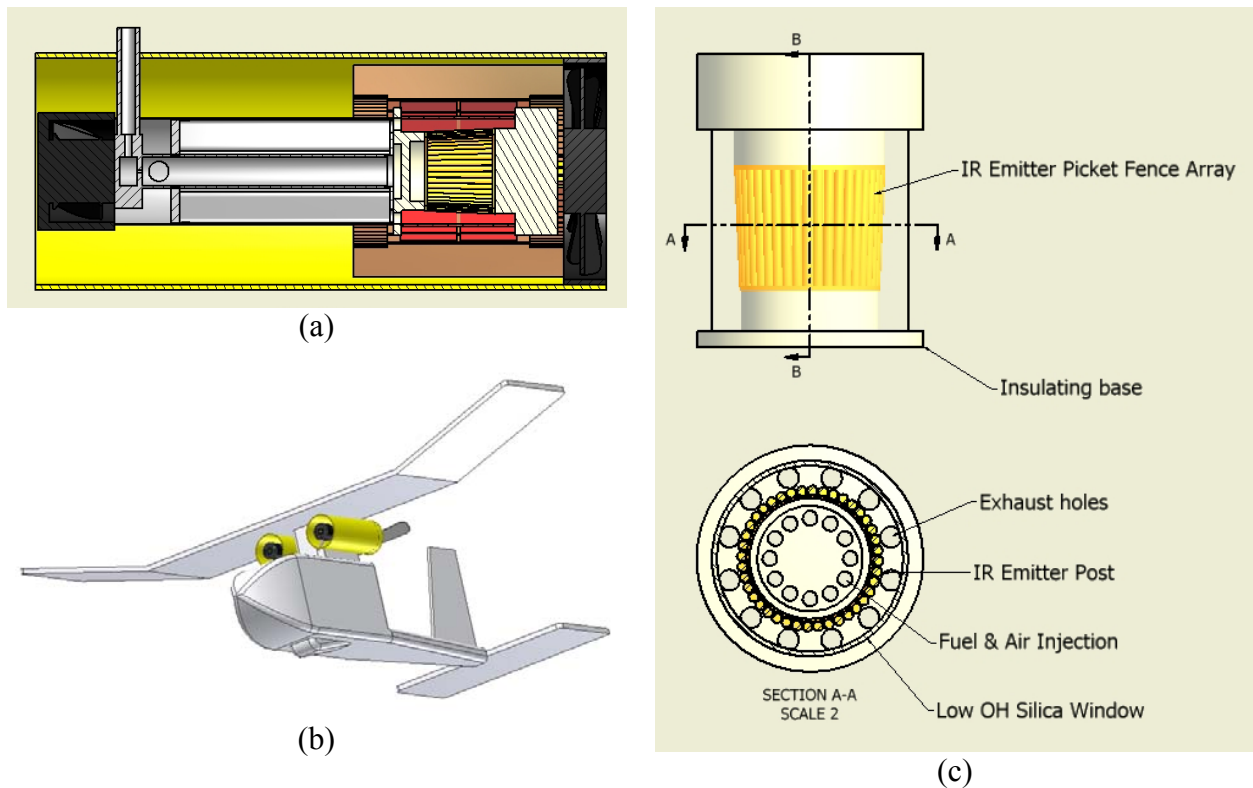 (a)
(b)
B
IR Emitter Picket Fence Array
A
A
B
Insulating base
Exhaust holes
IR Emitter Post
Fuel & Air Injection
Low OH Silica Window
SECTION A-A
SCALE 2
(c)